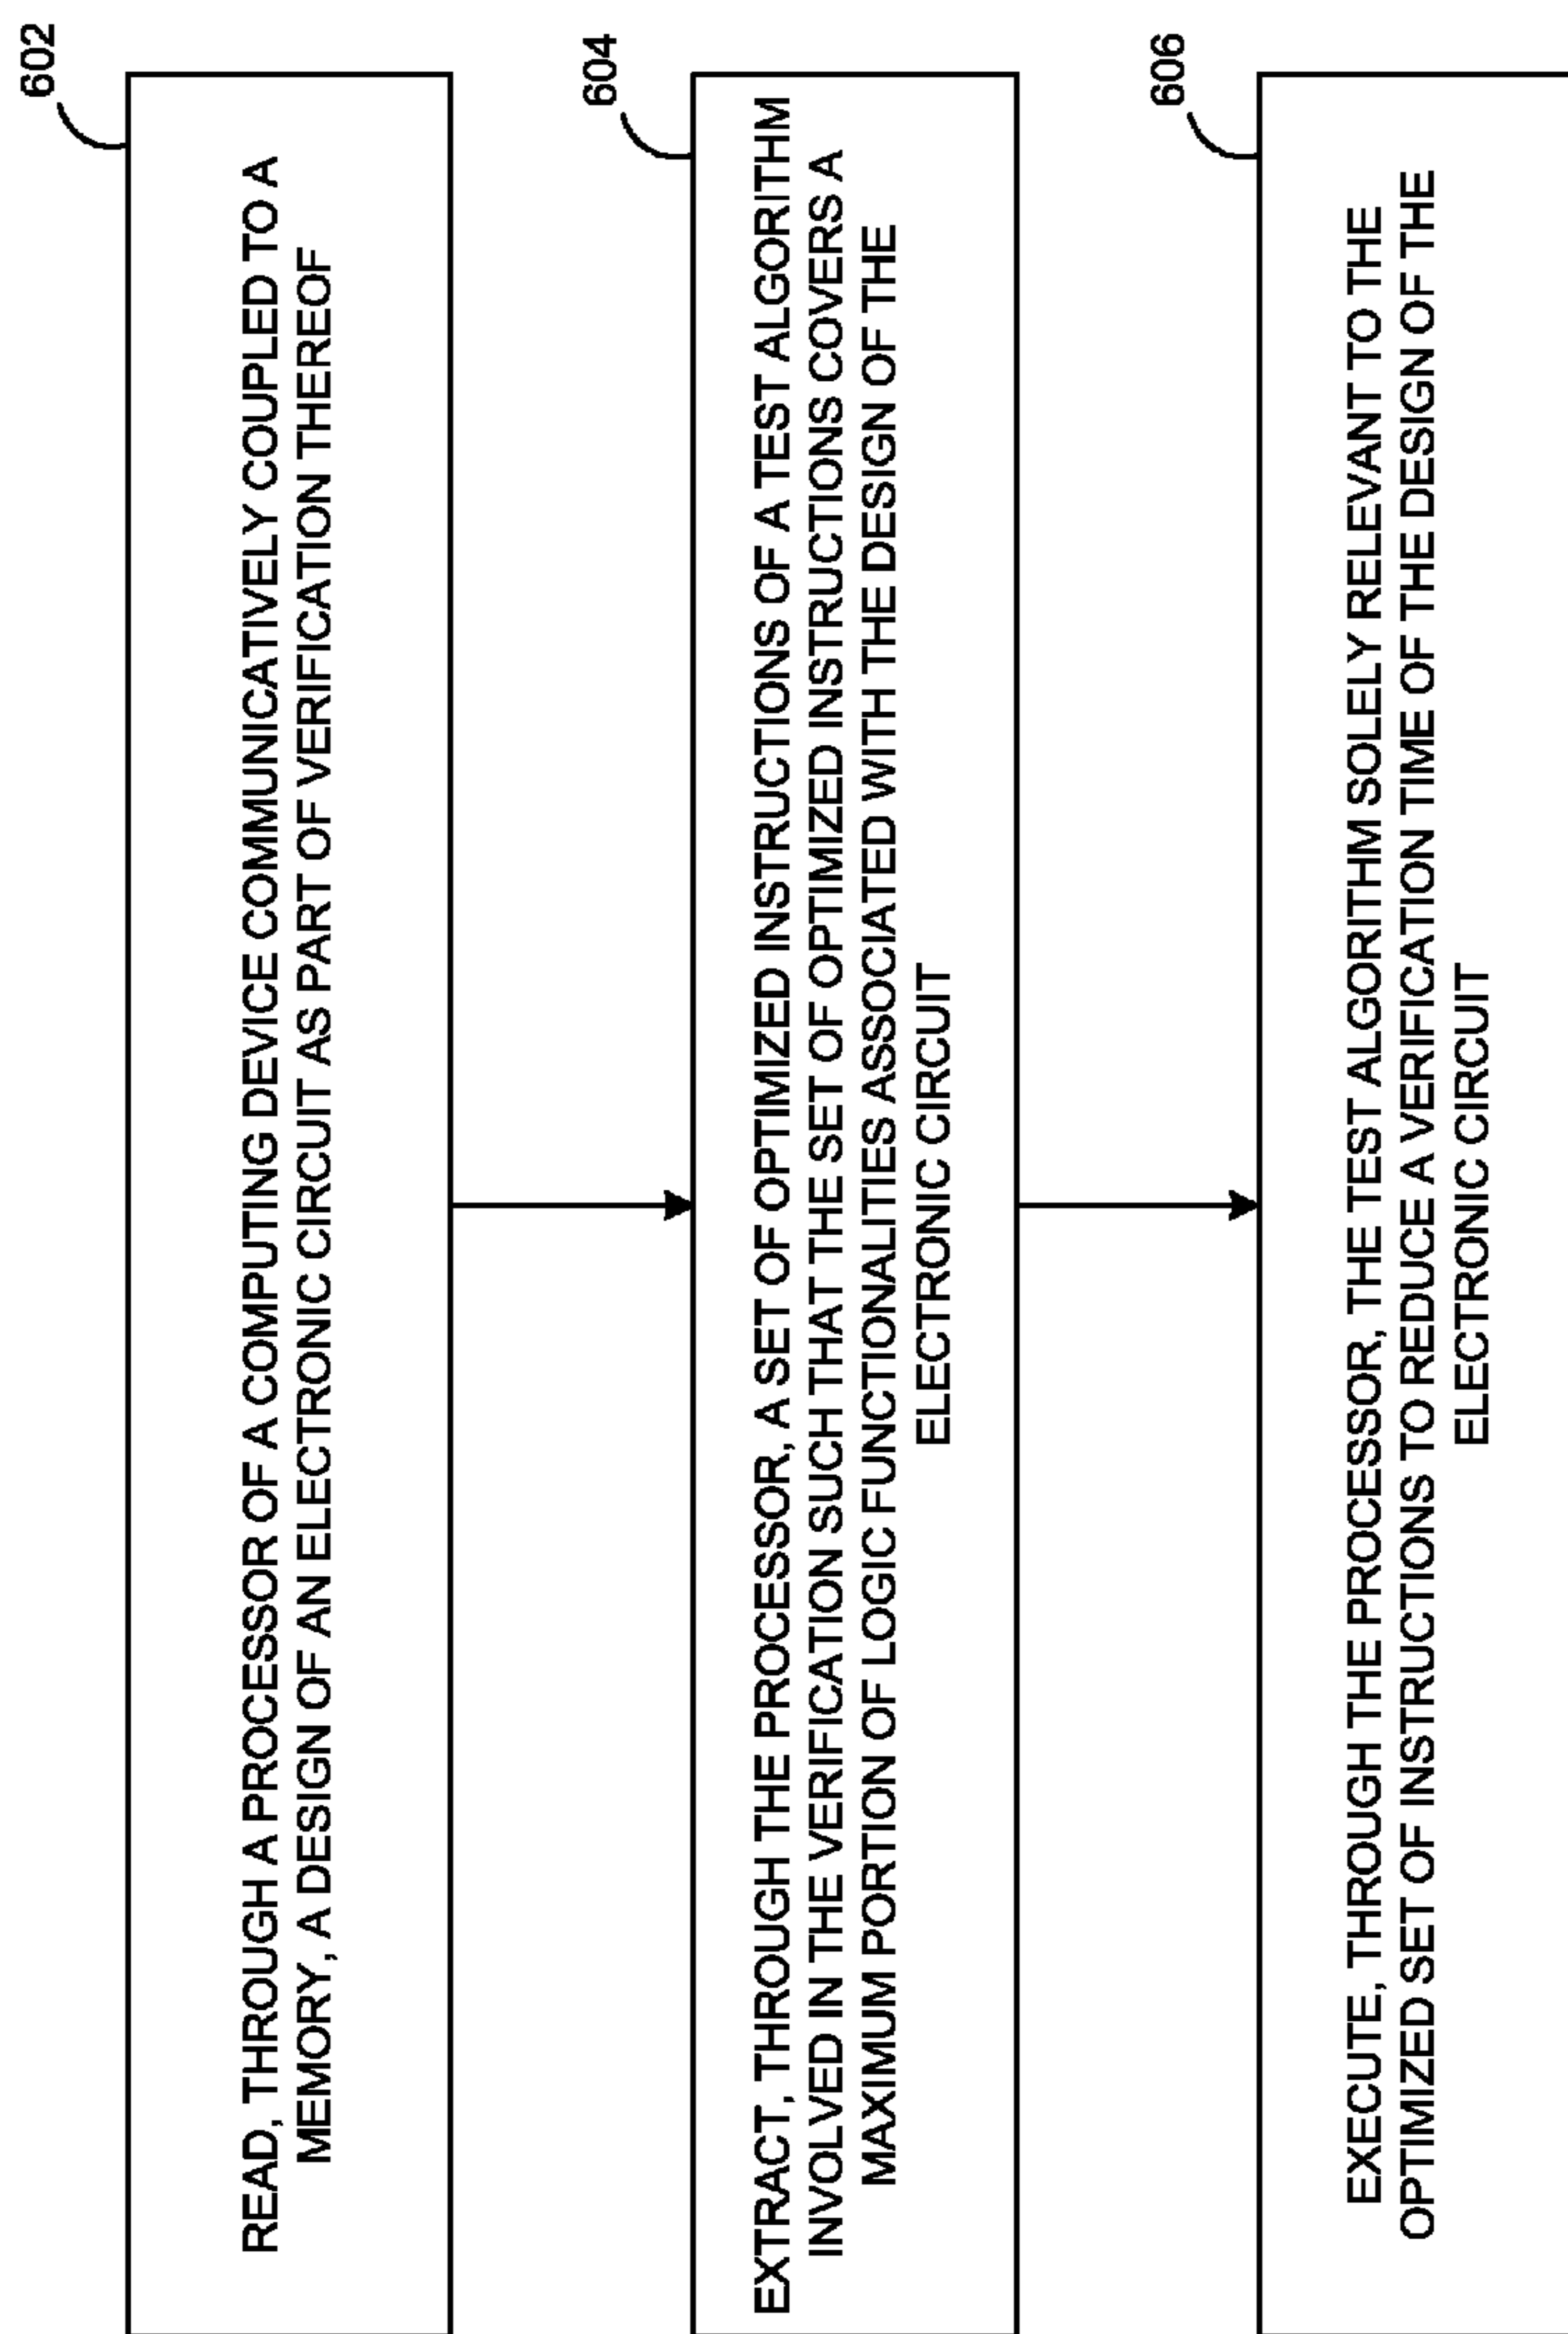 602
READ, THROUGH A PROCESSOR OF A COMPUTING DEVICE COMMUNICATIVELY COUPLED TO A
MEMORY, A DESIGN OF AN ELECTRONIC CIRCUIT AS PART OF VERIFICATION THEREOF
604
EXTRACT, THROUGH THE PROCESSOR, A SET OF OPTIMIZED INSTRUCTIONS OF A TEST ALGORITHM
INVOLVED IN THE VERIFICATION SUCH THAT THE SET OF OPTIMIZED INSTRUCTIONS COVERS A
MAXIMUM PORTION OF LOGIC FUNCTIONALITIES ASSOCIATED WITH THE DESIGN OF THE
ELECTRONIC CIRCUIT
606
EXECUTE, THROUGH THE PROCESSOR, THE TEST ALGORITHM SOLELY RELEVANT TO THE
OPTIMIZED SET OF INSTRUCTIONS TO REDUCE A VERIFICATION TIME OF THE DESIGN OF THE
ELECTRONIC CIRCUIT